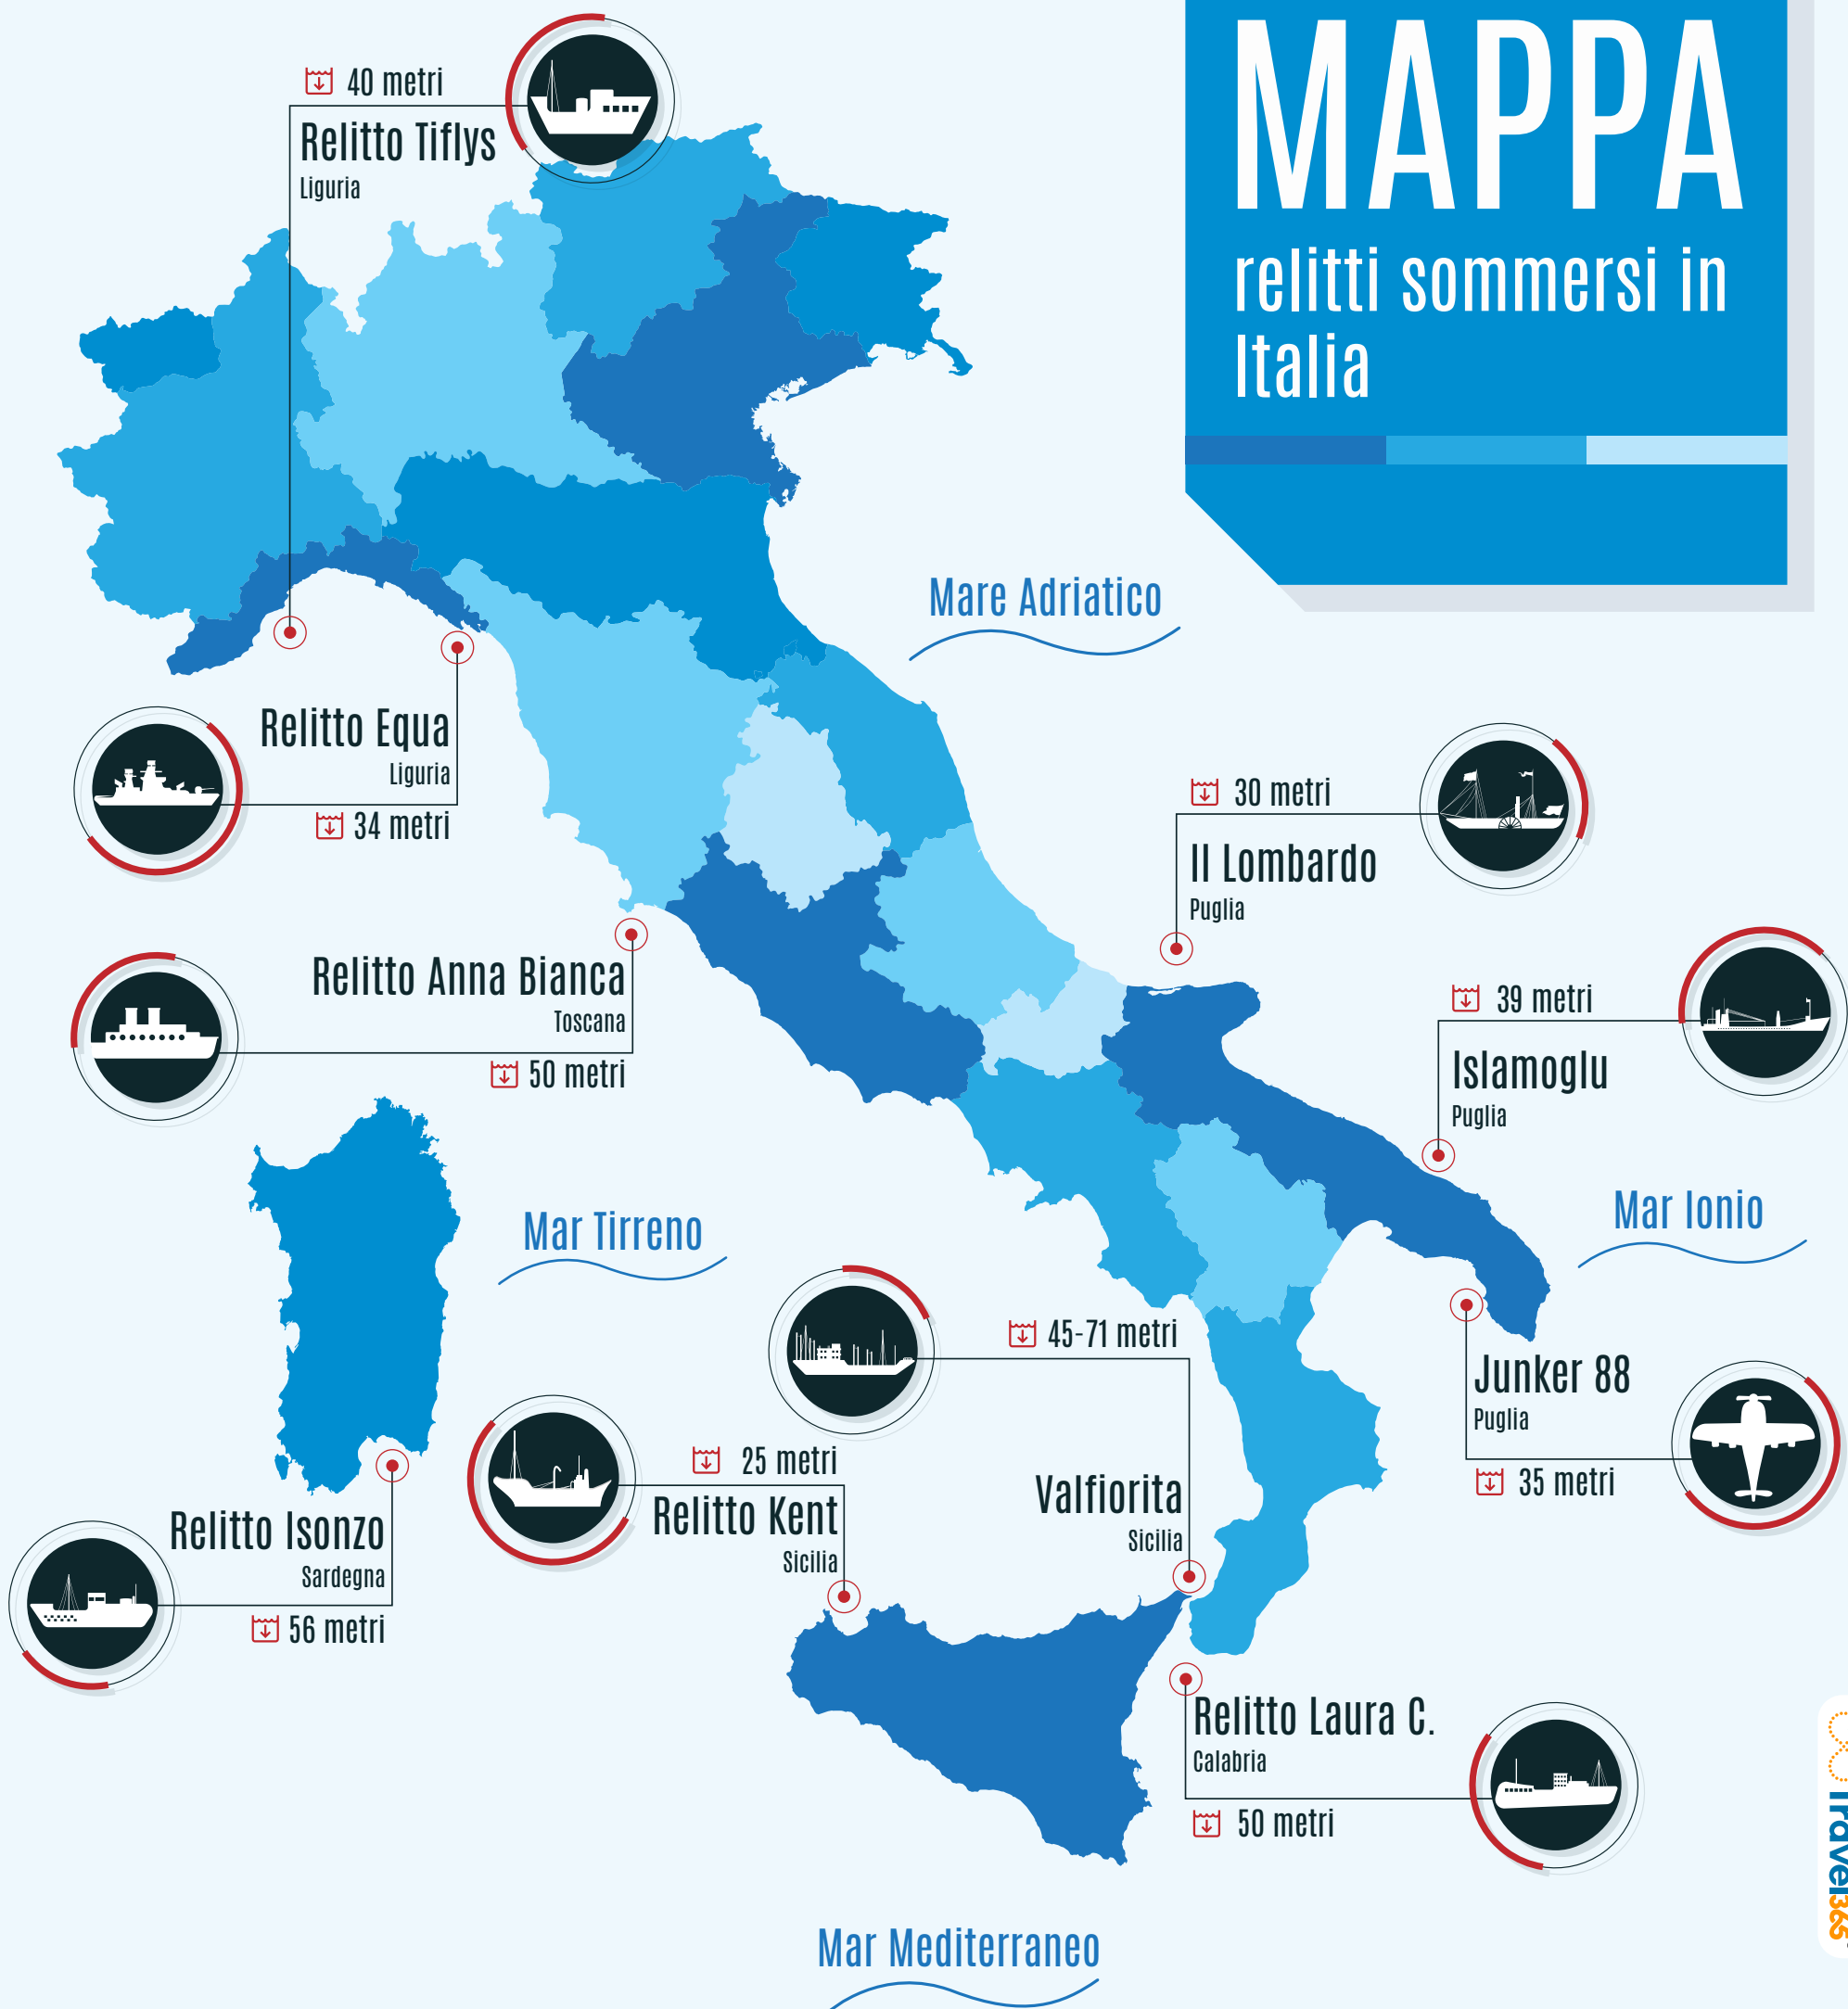 MAPPA
relitti sommersi in
Italia
40 metri
Relitto Tiflys
Liguria
Mare Adriatico
Relitto Equa
Liguria
34 metri
30 metri
Il Lombardo
Puglia
Relitto Anna Bianca
Toscana
50 metri
39 metri
Islamoglu
Puglia
Mar Tirreno
Mar Ionio
45-71 metri
Valfiorita
Sicilia
25 metri
Relitto Kent
Sicilia
Junker 88
Puglia
35 metri
Relitto Isonzo
Sardegna
56 metri
Relitto Laura C.
Calabria
50 metri
Mar Mediterraneo
Travel365